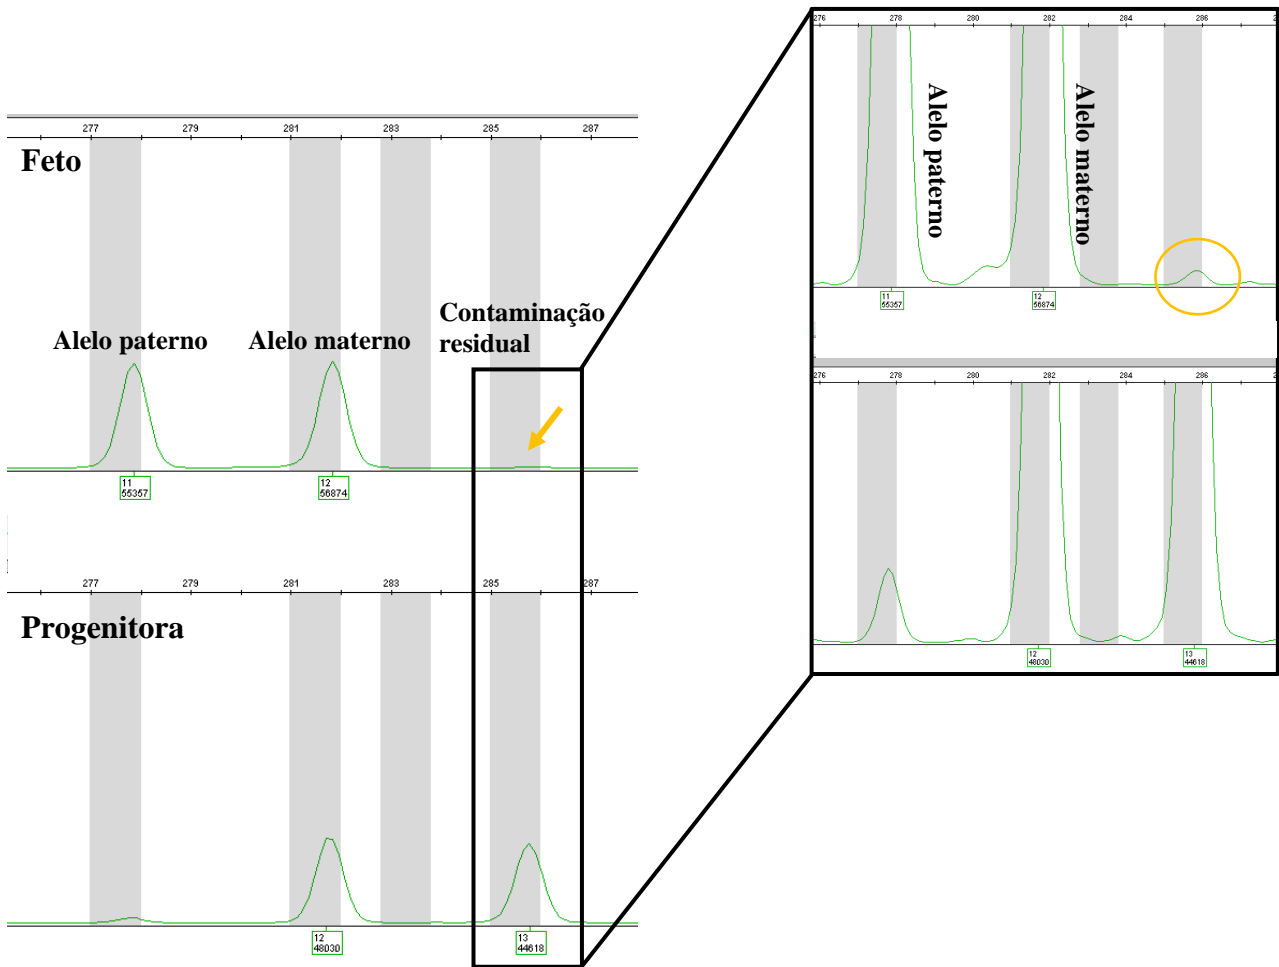 277 279 281 283 285 287
Feto
Alelo paterno
Alelo materno
Contaminação
residual
11
55357
12
56874
277 279 281 283 285 287
Progenitora
12
48030
13
44618
276 278 280 282 284 286
Alelo paterno
Alelo materno
11
55357
12
56874
276 278 280 282 284 286
12
48030
13
44618